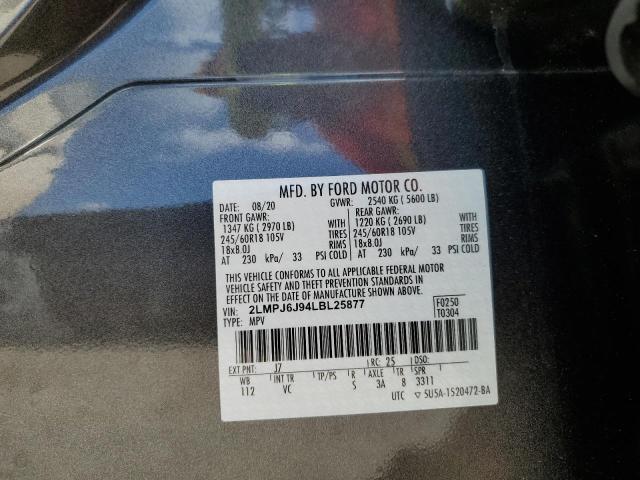 MFD. BY FORD MOTOR CO.
DATE: 08/20 GVWR: 2540 KG ( 5600 LB)
FRONT GAWR: REAR GAWR:
1347 KG ( 2970 LB) WITH 1220 KG ( 2690 LB) WITH
245/60R18 105V TIRES 245/60R18 105V TIRES
18x8.0J RIMS 18x8.0J RIMS
AT 230 kPa/ 33 PSI COLD AT 230 kPa/ 33 PSI COLD
THIS VEHICLE CONFORMS TO ALL APPLICABLE FEDERAL MOTOR
VEHICLE SAFETY AND THEFT PREVENTION STANDARDS IN
EFFECT ON THE DATE OF MANUFACTURE SHOWN ABOVE.
VIN: 2LMPJ6J94LBL25877 F0250
TYPE: MPV T0304
EXT PNT: J7 RC: 25 DSO:
WB INT TR TP/PS R AXLE TR SPR
112 VC S 3A 8 3311
UTC ▽ 5U5A-1520472-BA